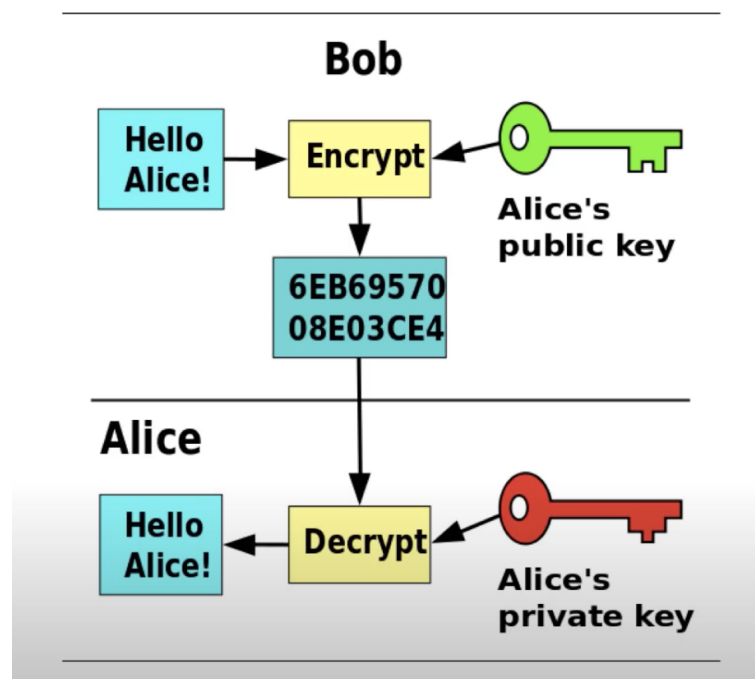 Bob
Hello
Alice!
Encrypt
Alice's
public key
6EB69570
08E03CE4
Alice
Hello
Alice!
Decrypt
Alice's
private key